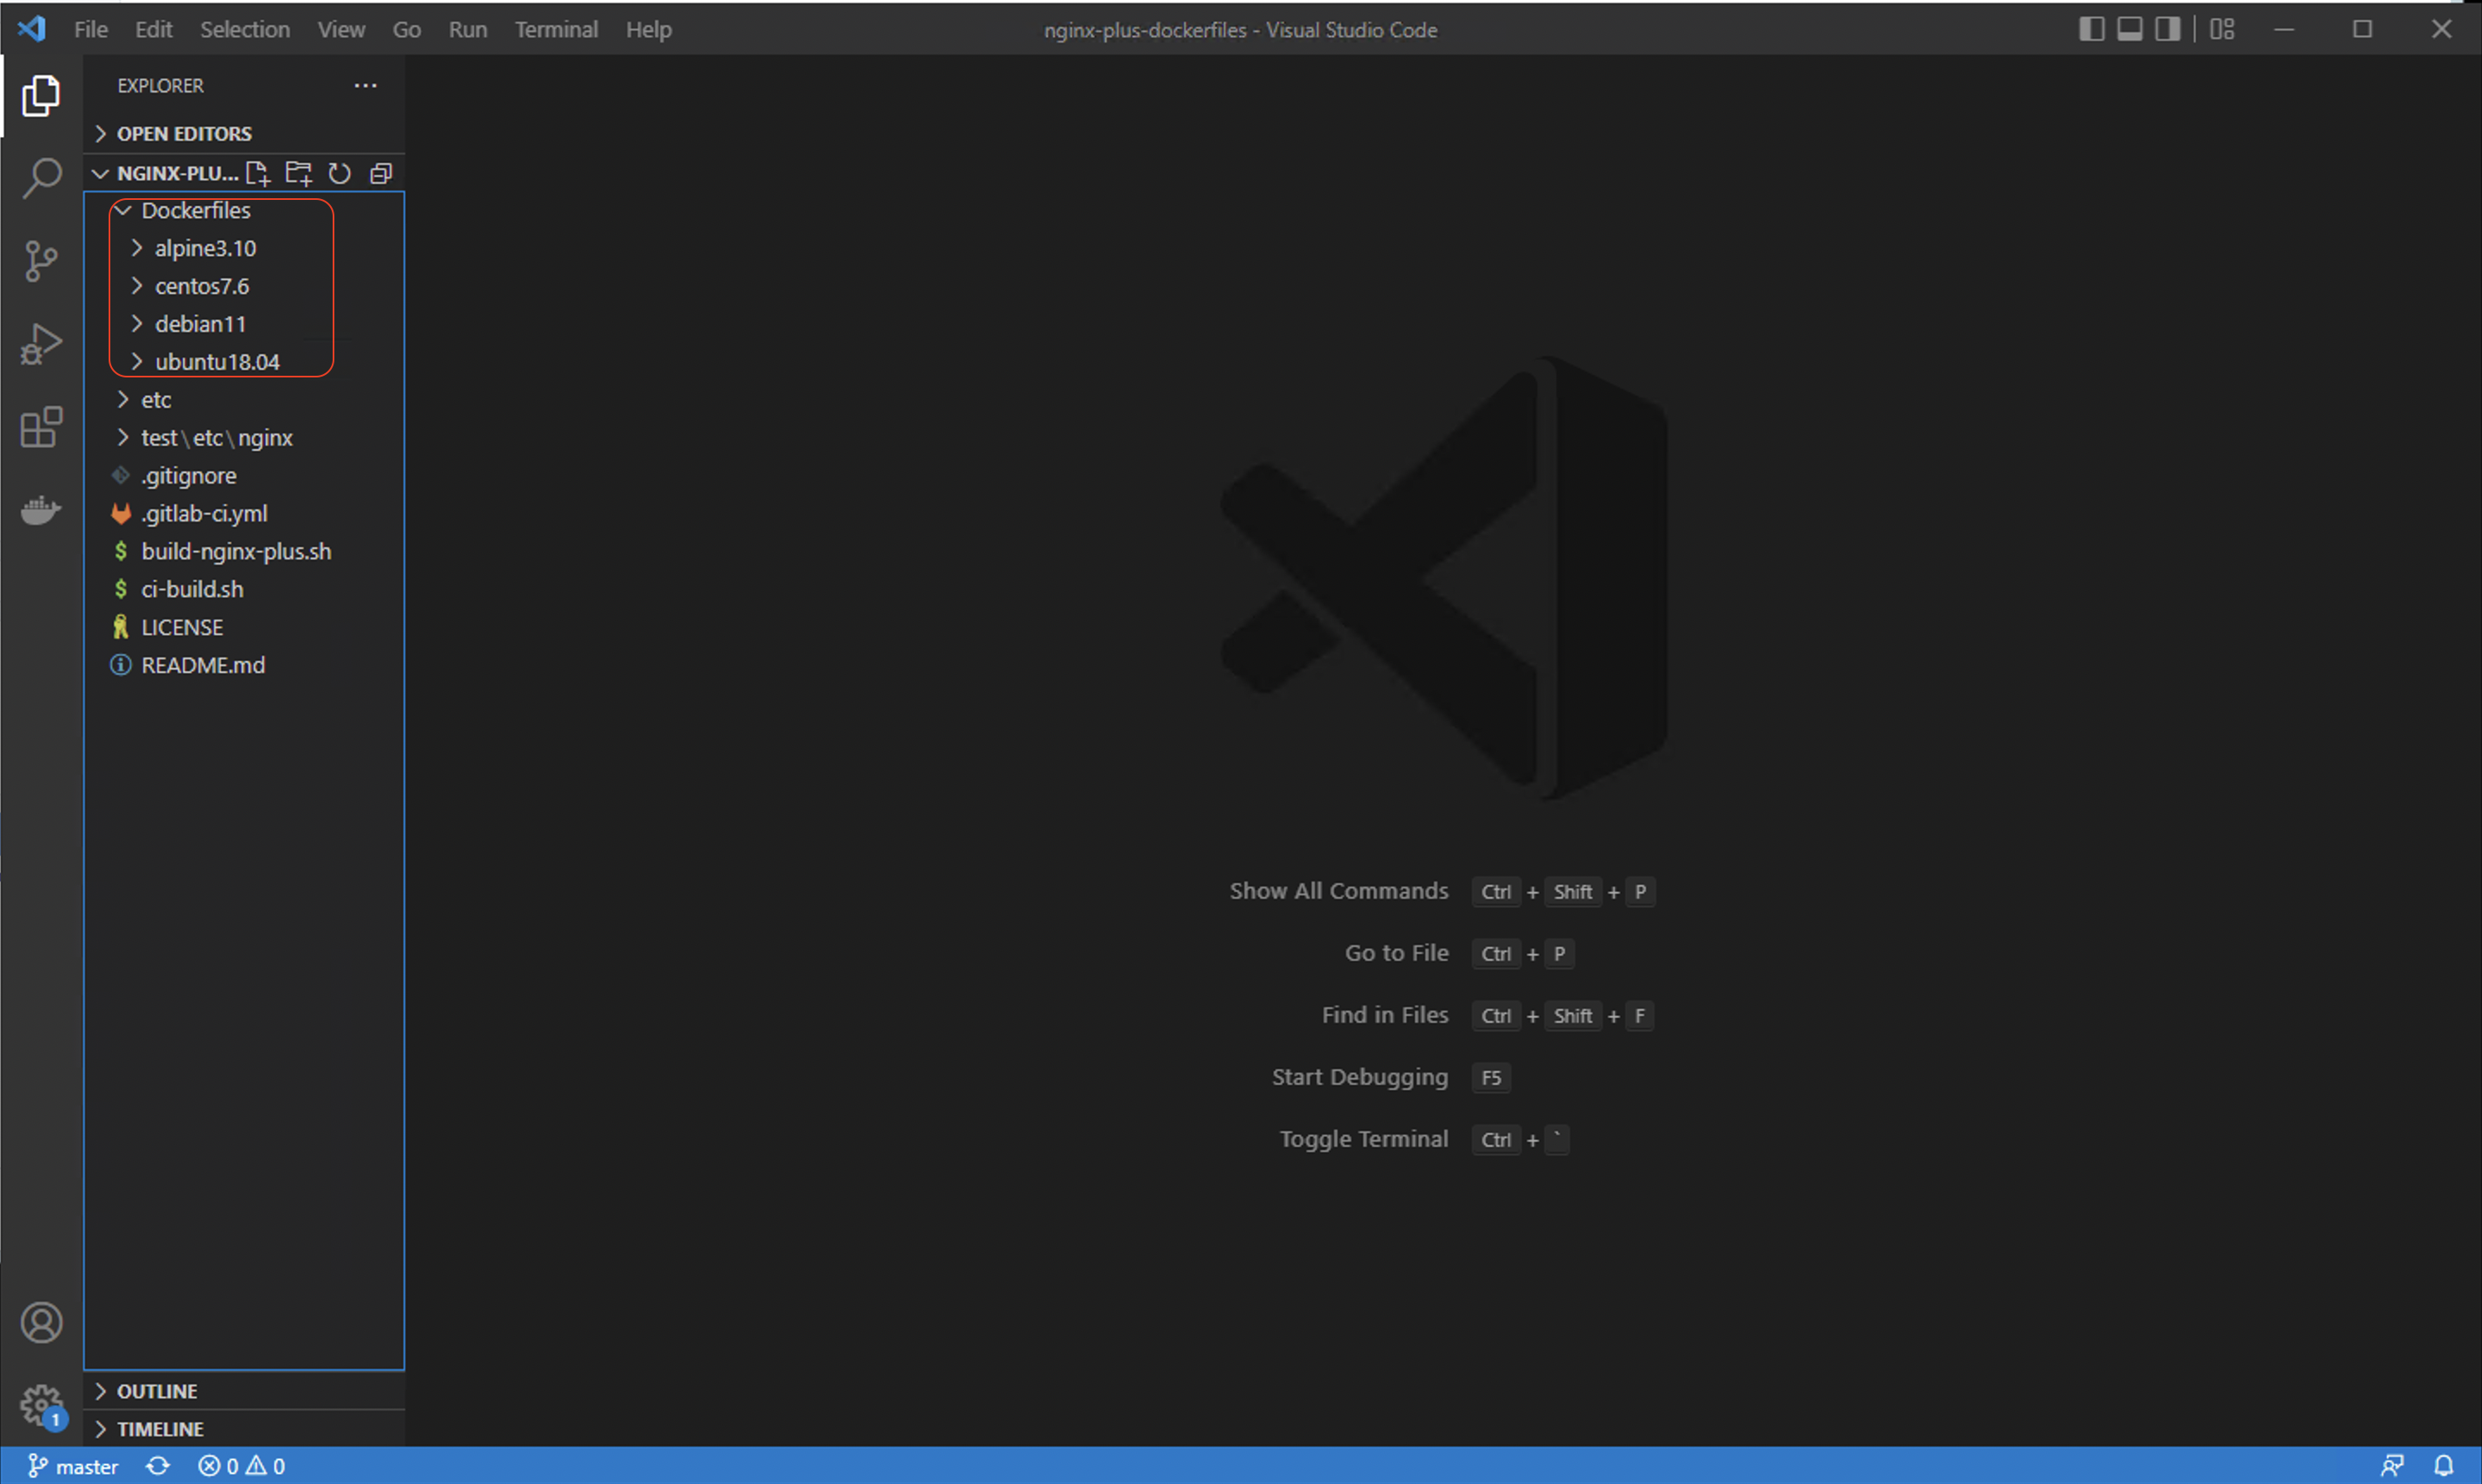 File Edit Selection View Go Run Terminal Help
nginx-plus-dockerfiles - Visual Studio Code
EXPLORER
OPEN EDITORS
NGINX-PLU...
Dockerfiles
alpine3.10
centos7.6
debian11
ubuntu18.04
etc
test\etc\nginx
.gitignore
.gitlab-ci.yml
$ build-nginx-plus.sh
$ ci-build.sh
LICENSE
README.md
OUTLINE
TIMELINE
Show All Commands Ctrl + Shift + P
Go to File Ctrl + P
Find in Files Ctrl + Shift + F
Start Debugging F5
Toggle Terminal Ctrl + `
1
master 0 0